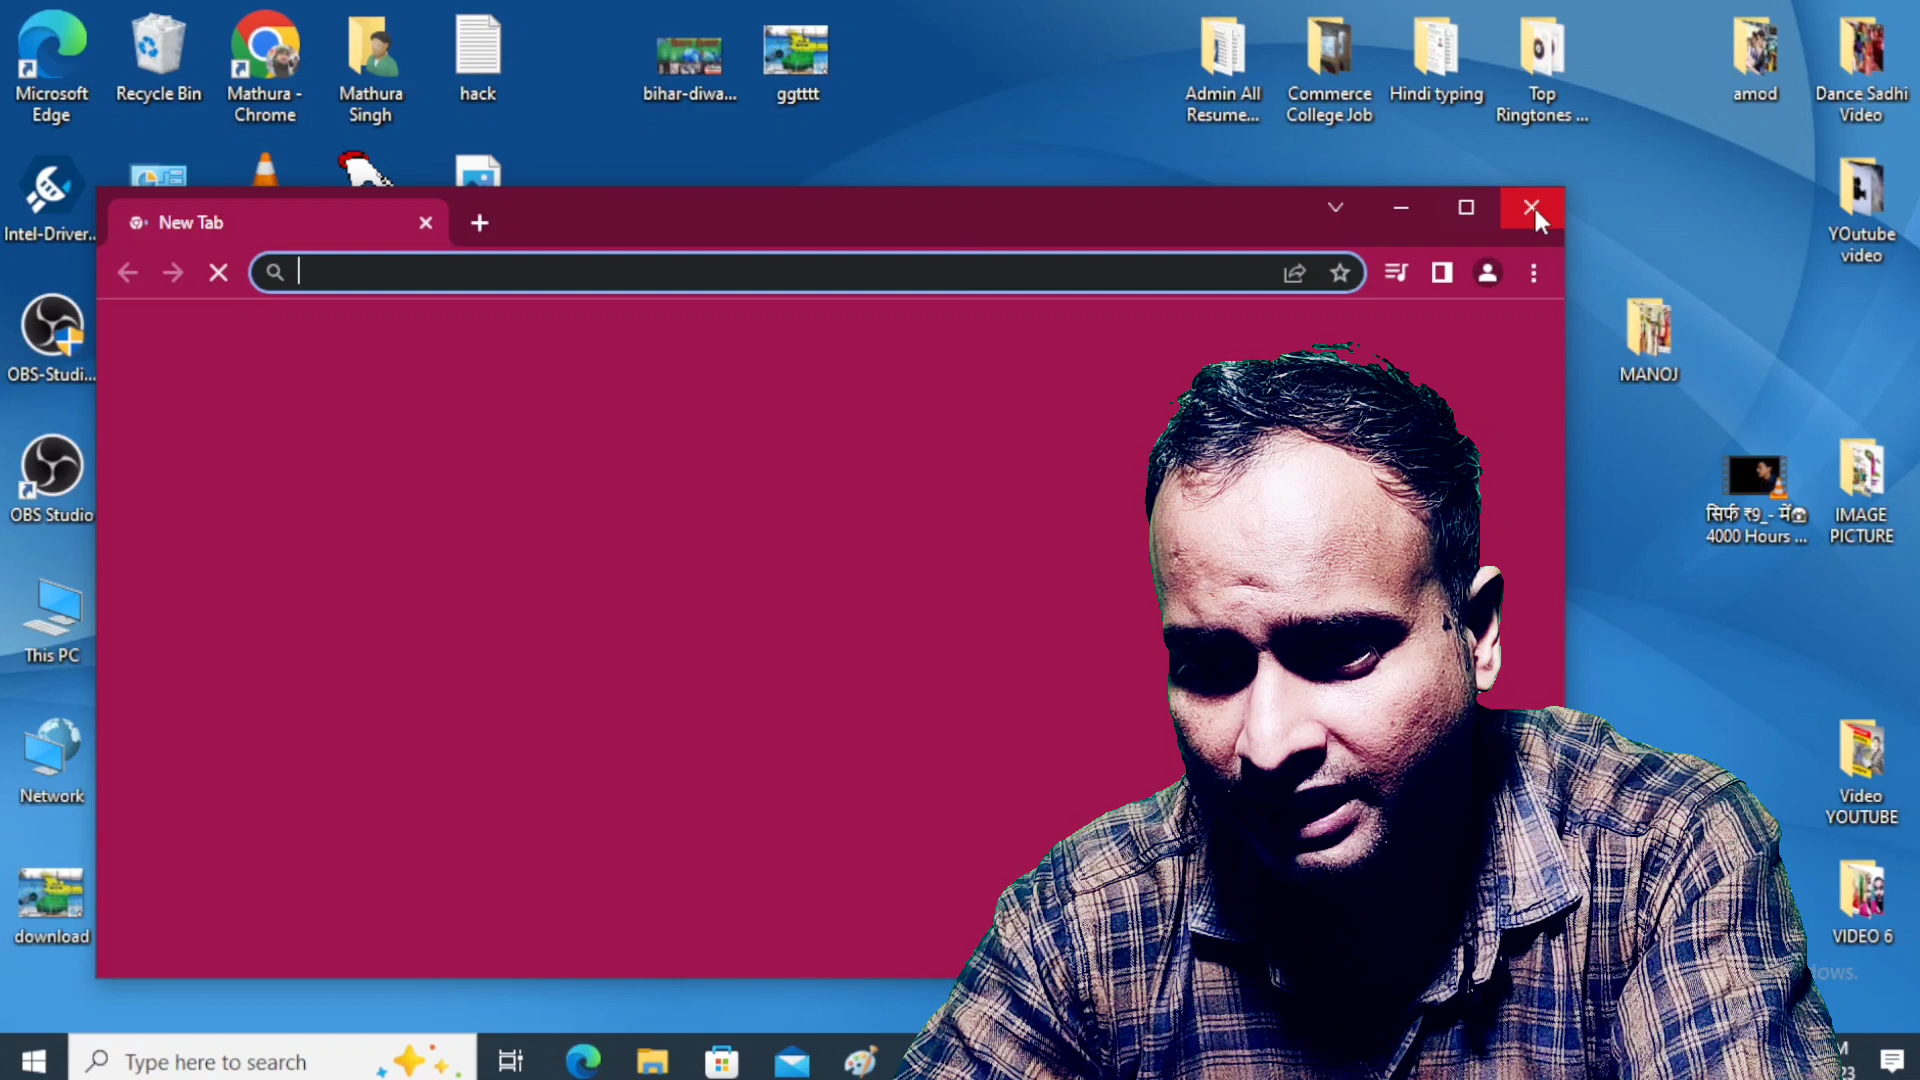 Microsoft
Edge
Recycle Bin
Mathura -
Chrome
Mathura
Singh
hack
bihar-diwa...
ggtttt
Admin All
Resume...
Commerce
College Job
Hindi typing
Top
Ringtones ...
amod
Dance Sadhi
Video
Intel-Driver...
New Tab
YOutube
video
OBS-Studi...
MANOJ
OBS Studio
सिर्फ ₹9_- में
4000 Hours ...
IMAGE
PICTURE
This PC
Network
Video
YOUTUBE
download
VIDEO 6
Type here to search